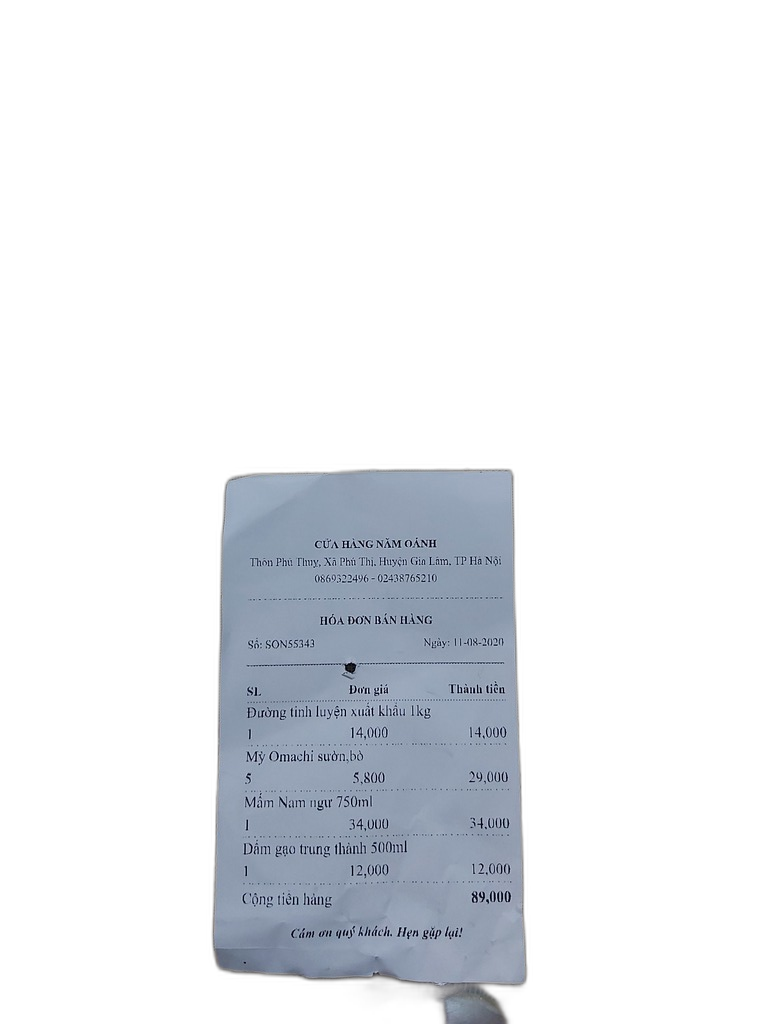 CỬA HÀNG NĂM OÁNH
Thôn Phú Thuỵ, Xã Phú Thị, Huyện Gia Lâm, TP Hà Nội
0869322496 - 02438765210
HÓA ĐƠN BÁN HÀNG
Số: SON55343 Ngày: 11-08-2020
SL Đơn giá Thành tiền
Đường tinh luyện xuất khẩu 1kg
1 14,000 14,000
Mỳ Omachi sườn,bò
5 5,800 29,000
Mắm Nam ngư 750ml
1 34,000 34,000
Dấm gạo trung thành 500ml
1 12,000 12,000
Cộng tiền hàng 89,000
Cám ơn quý khách. Hẹn gặp lại!